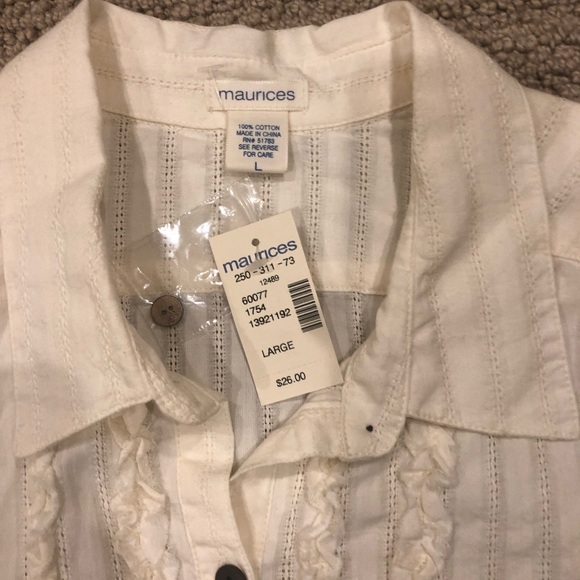 maurices
100% COTTON
MADE IN CHINA
RN# 51783
SEE REVERSE
FOR CARE
L
maurices
250-311-73
12489
60077
1754
13921192
LARGE
$26.00